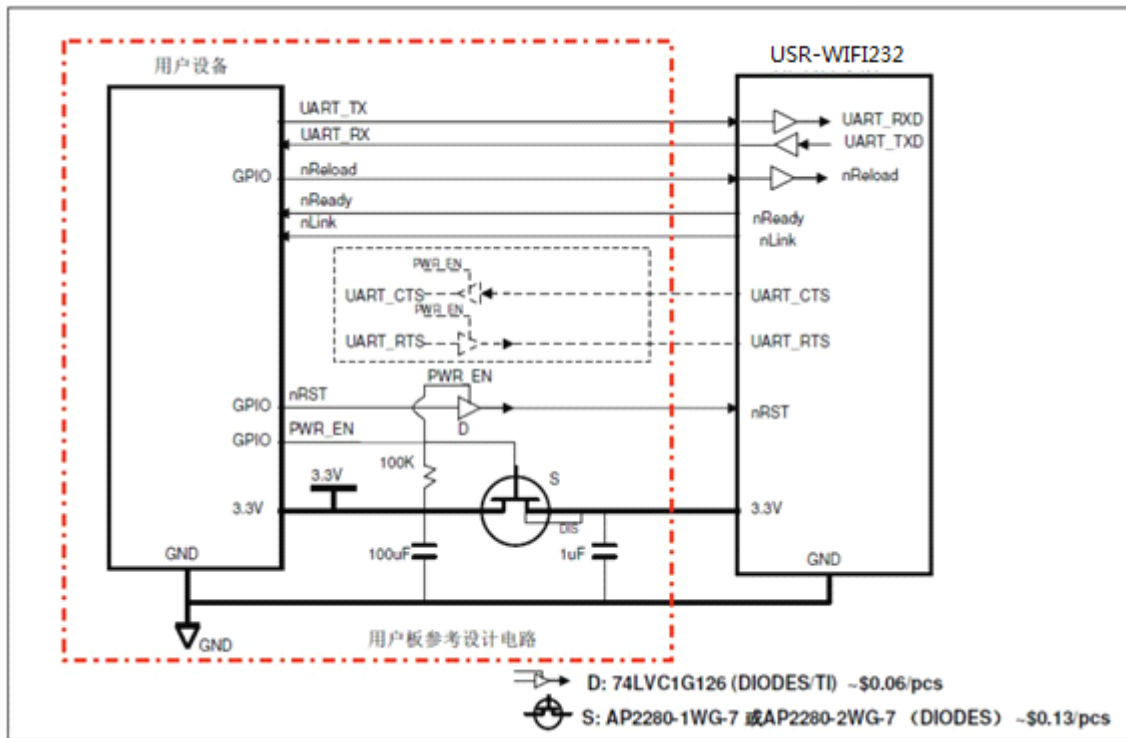 用户设备
USR-WIFI232
UART_TX
UART_RXD
UART_RX
UART_TXD
GPIO
nReload
nReload
nReady
nReady
nLink
nLink
PWR_EN
UART_CTS
UART_CTS
PWR_EN
UART_RTS
UART_RTS
PWR_EN
GPIO
nRST
nRST
D
GPIO
PWR_EN
100K
S
3.3V
3.3V
3.3V
DIS
GND
100uF
1uF
GND
GND
用户板参考设计电路
D: 74LVC1G126 (DIODES/TI) ~$0.06/pcs
S: AP2280-1WG-7 或AP2280-2WG-7 （DIODES）~$0.13/pcs